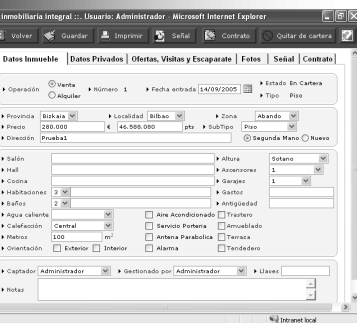 inmobiliaria integral ::. Usuario: Administrador - Microsoft Internet Explorer
Volver Guardar Imprimir Señal Contrato Quitar de cartera
Datos Inmueble Datos Privados Ofertas, Visitas y Escaparate Fotos Señal Contrato
Operación Venta Alquiler Número 1 Fecha entrada 14/09/2005 Estado En Cartera
Tipo Piso
Provincia Bizkaia Localidad Bilbao Zona Abando
Precio 280.000 € 46.588.080 pts SubTipo Piso
Dirección Prueba1 Segunda Mano Nuevo
Salón Altura Sotano
Hall Ascensores 1
Cocina Garajes 1
Habitaciones 3 Gastos
Baños 2 Antigüedad
Agua caliente Aire Acondicionado Trastero
Calefacción Central Servicio Porteria Amueblado
Metros 100 m² Antena Parabolica Terraza
Orientación Exterior Interior Alarma Tendedero
Captador Administrador Gestionado por Administrador Llaves
Notas
Intranet local